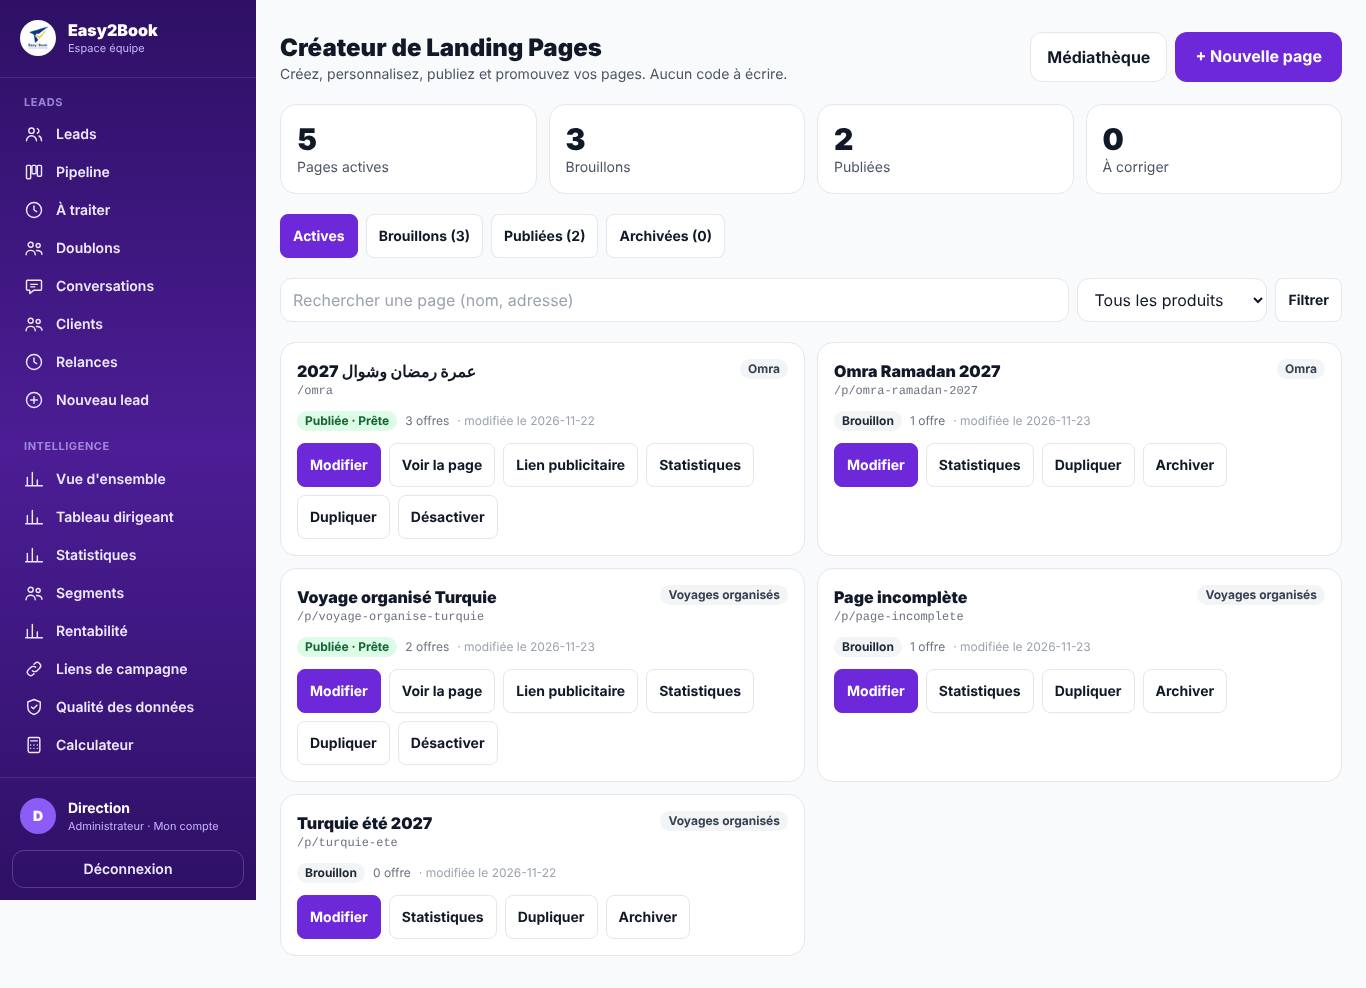 Easy2Book
Espace équipe
LEADS
Leads
Pipeline
À traiter
Doublons
Conversations
Clients
Relances
Nouveau lead
INTELLIGENCE
Vue d'ensemble
Tableau dirigeant
Statistiques
Segments
Rentabilité
Liens de campagne
Qualité des données
Calculateur
D
Direction
Administrateur · Mon compte
Déconnexion
Créateur de Landing Pages
Créez, personnalisez, publiez et promouvez vos pages. Aucun code à écrire.
Médiathèque
+ Nouvelle page
5
Pages actives
3
Brouillons
2
Publiées
0
À corriger
Actives
Brouillons (3)
Publiées (2)
Archivées (0)
Rechercher une page (nom, adresse)
Tous les produits
Filtrer
عمرة رمضان وشوال 2027
Omra
/omra
Publiée · Prête 3 offres · modifiée le 2026-11-22
Modifier
Voir la page
Lien publicitaire
Statistiques
Dupliquer
Désactiver
Omra Ramadan 2027
Omra
/p/omra-ramadan-2027
Brouillon 1 offre · modifiée le 2026-11-23
Modifier
Statistiques
Dupliquer
Archiver
Voyage organisé Turquie
Voyages organisés
/p/voyage-organise-turquie
Publiée · Prête 2 offres · modifiée le 2026-11-23
Modifier
Voir la page
Lien publicitaire
Statistiques
Dupliquer
Désactiver
Page incomplète
Voyages organisés
/p/page-incomplete
Brouillon 1 offre · modifiée le 2026-11-23
Modifier
Statistiques
Dupliquer
Archiver
Turquie été 2027
Voyages organisés
/p/turquie-ete
Brouillon 0 offre · modifiée le 2026-11-22
Modifier
Statistiques
Dupliquer
Archiver